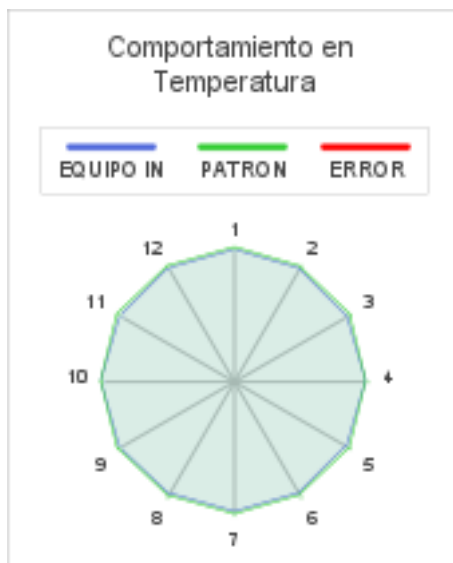 Comportamiento en
Temperatura
EQUIPO IN PATRON ERROR
1
12 2
11 3
10 4
9 5
8 6
7